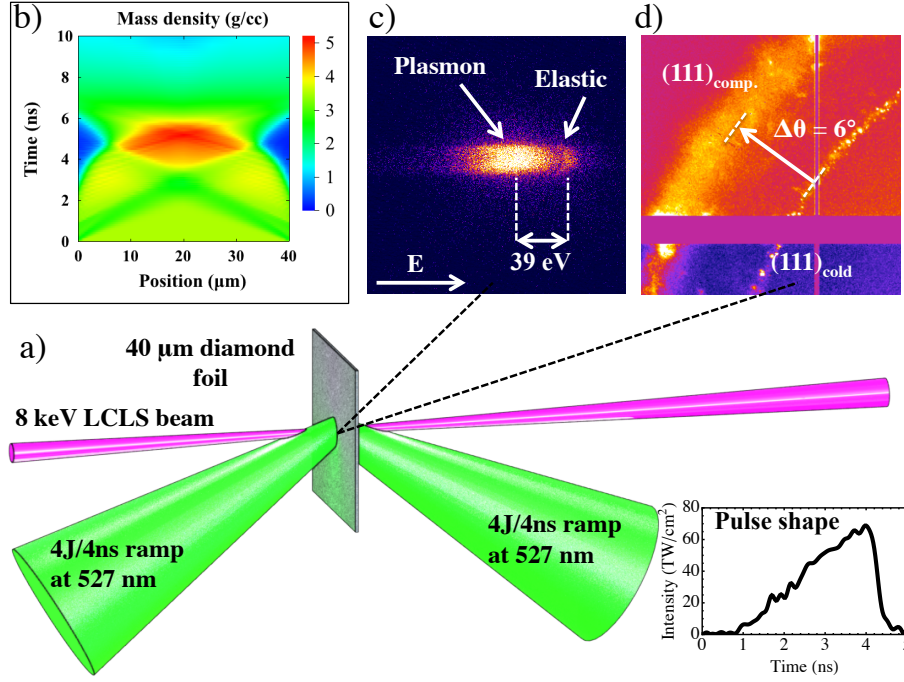 b)
Mass density (g/cc)
10
8
6
4
2
0
Time (ns)
0
10
20
30
40
Position (µm)
5
4
3
2
1
0
c)
Plasmon
Elastic
39 eV
E
d)
(111)comp.
Δθ = 6°
(111)cold
a)
40 µm diamond
foil
8 keV LCLS beam
4J/4ns ramp
at 527 nm
4J/4ns ramp
at 527 nm
Pulse shape
Intensity (TW/cm²)
80
60
40
20
0
0
1
2
3
4
Time (ns)